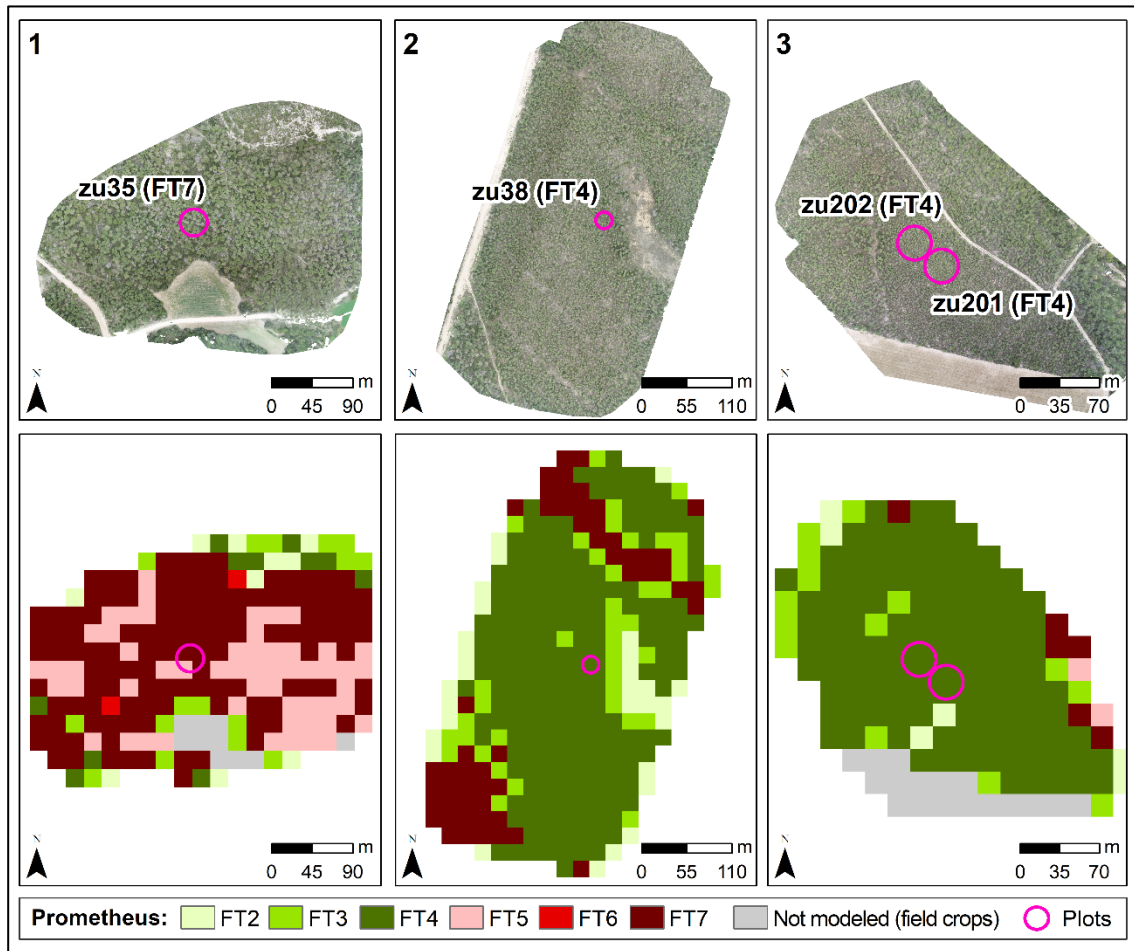 1
zu35 (FT7)
N
m
0 45 90
2
zu38 (FT4)
N
m
0 55 110
3
zu202 (FT4)
zu201 (FT4)
N
m
0 35 70
N
m
0 45 90
N
m
0 55 110
N
m
0 35 70
Prometheus: FT2 FT3 FT4 FT5 FT6 FT7 Not modeled (field crops) Plots